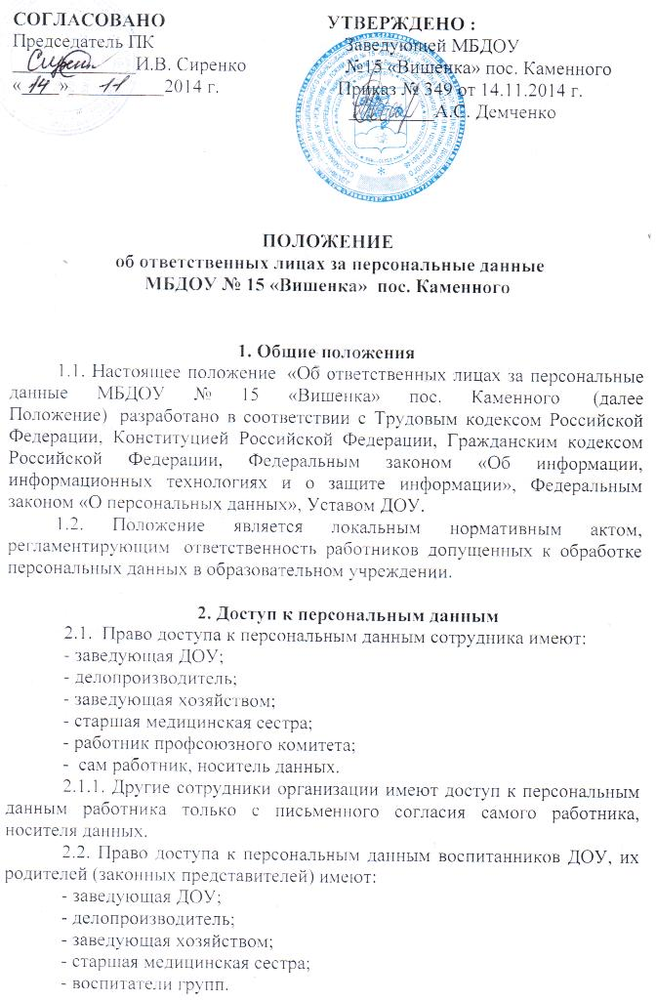 СОГЛАСОВАНО
Председатель ПК
Сиренко И.В. Сиренко
« 14 » 11 2014 г.
УТВЕРЖДЕНО :
Заведующей МБДОУ
№15 «Вишенка» пос. Каменного
Приказ № 349 от 14.11.2014 г.
А.С. Демченко
ПОЛОЖЕНИЕ
об ответственных лицах за персональные данные
МБДОУ № 15 «Вишенка» пос. Каменного
1. Общие положения
1.1. Настоящее положение «Об ответственных лицах за персональные
данные МБДОУ № 15 «Вишенка» пос. Каменного (далее
Положение) разработано в соответствии с Трудовым кодексом Российской
Федерации, Конституцией Российской Федерации, Гражданским кодексом
Российской Федерации, Федеральным законом «Об информации,
информационных технологиях и о защите информации», Федеральным
законом «О персональных данных», Уставом ДОУ.
1.2. Положение является локальным нормативным актом,
регламентирующим ответственность работников допущенных к обработке
персональных данных в образовательном учреждении.
2. Доступ к персональным данным
2.1. Право доступа к персональным данным сотрудника имеют:
- заведующая ДОУ;
- делопроизводитель;
- заведующая хозяйством;
- старшая медицинская сестра;
- работник профсоюзного комитета;
- сам работник, носитель данных.
2.1.1. Другие сотрудники организации имеют доступ к персональным
данным работника только с письменного согласия самого работника,
носителя данных.
2.2. Право доступа к персональным данным воспитанников ДОУ, их
родителей (законных представителей) имеют:
- заведующая ДОУ;
- делопроизводитель;
- заведующая хозяйством;
- старшая медицинская сестра;
- воспитатели групп.